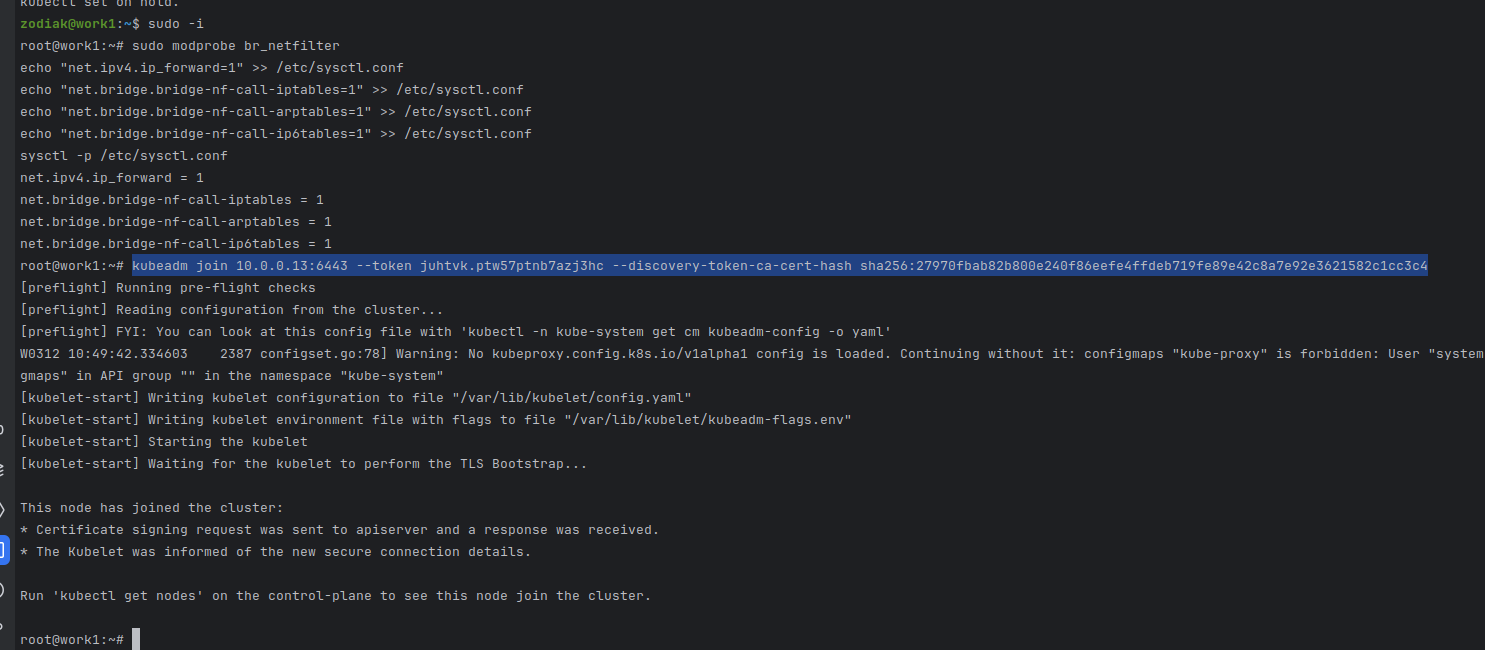 kubectl set on hold.
zodiak@work1:~$ sudo -i
root@work1:~# sudo modprobe br_netfilter
echo "net.ipv4.ip_forward=1" >> /etc/sysctl.conf
echo "net.bridge.bridge-nf-call-iptables=1" >> /etc/sysctl.conf
echo "net.bridge.bridge-nf-call-arptables=1" >> /etc/sysctl.conf
echo "net.bridge.bridge-nf-call-ip6tables=1" >> /etc/sysctl.conf
sysctl -p /etc/sysctl.conf
net.ipv4.ip_forward = 1
net.bridge.bridge-nf-call-iptables = 1
net.bridge.bridge-nf-call-arptables = 1
net.bridge.bridge-nf-call-ip6tables = 1
root@work1:~# kubeadm join 10.0.0.13:6443 --token juhtvk.ptw57ptnb7azj3hc --discovery-token-ca-cert-hash sha256:27970fbab82b800e240f86eefe4ffdeb719fe89e42c8a7e92e3621582c1cc3c4
[preflight] Running pre-flight checks
[preflight] Reading configuration from the cluster...
[preflight] FYI: You can look at this config file with 'kubectl -n kube-system get cm kubeadm-config -o yaml'
W0312 10:49:42.334603    2387 configset.go:78] Warning: No kubeproxy.config.k8s.io/v1alpha1 config is loaded. Continuing without it: configmaps "kube-proxy" is forbidden: User "system
gmaps" in API group "" in the namespace "kube-system"
[kubelet-start] Writing kubelet configuration to file "/var/lib/kubelet/config.yaml"
[kubelet-start] Writing kubelet environment file with flags to file "/var/lib/kubelet/kubeadm-flags.env"
[kubelet-start] Starting the kubelet
[kubelet-start] Waiting for the kubelet to perform the TLS Bootstrap...
This node has joined the cluster:
* Certificate signing request was sent to apiserver and a response was received.
* The Kubelet was informed of the new secure connection details.
Run 'kubectl get nodes' on the control-plane to see this node join the cluster.
root@work1:~#